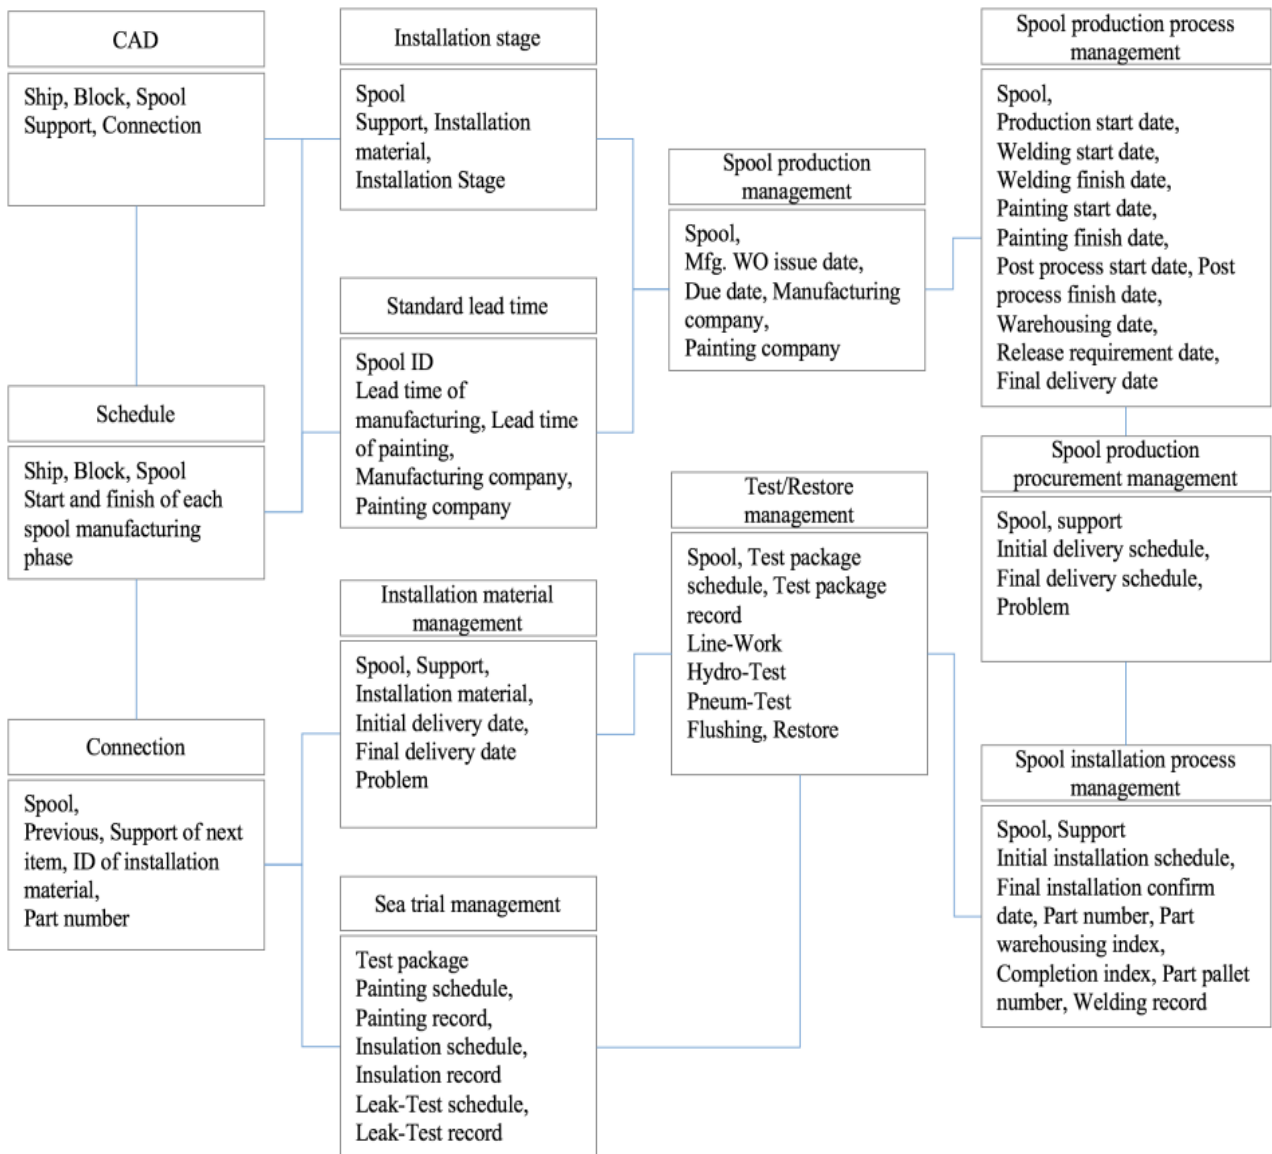 CAD
Ship, Block, Spool
Support, Connection
Schedule
Ship, Block, Spool
Start and finish of each
spool manufacturing
phase
Connection
Spool,
Previous, Support of next
item, ID of installation
material,
Part number
Installation stage
Spool
Support, Installation
material,
Installation Stage
Standard lead time
Spool ID
Lead time of
manufacturing, Lead time
of painting,
Manufacturing company,
Painting company
Installation material
management
Spool, Support,
Installation material,
Initial delivery date,
Final delivery date
Problem
Sea trial management
Test package
Painting schedule,
Painting record,
Insulation schedule,
Insulation record
Leak-Test schedule,
Leak-Test record
Spool production
management
Spool,
Mfg. WO issue date,
Due date, Manufacturing
company,
Painting company
Test/Restore
management
Spool, Test package
schedule, Test package
record
Line-Work
Hydro-Test
Pneum-Test
Flushing, Restore
Spool production process
management
Spool,
Production start date,
Welding start date,
Welding finish date,
Painting start date,
Painting finish date,
Post process start date, Post
process finish date,
Warehousing date,
Release requirement date,
Final delivery date
Spool production
procurement management
Spool, support
Initial delivery schedule,
Final delivery schedule,
Problem
Spool installation process
management
Spool, Support
Initial installation schedule,
Final installation confirm
date, Part number, Part
warehousing index,
Completion index, Part pallet
number, Welding record